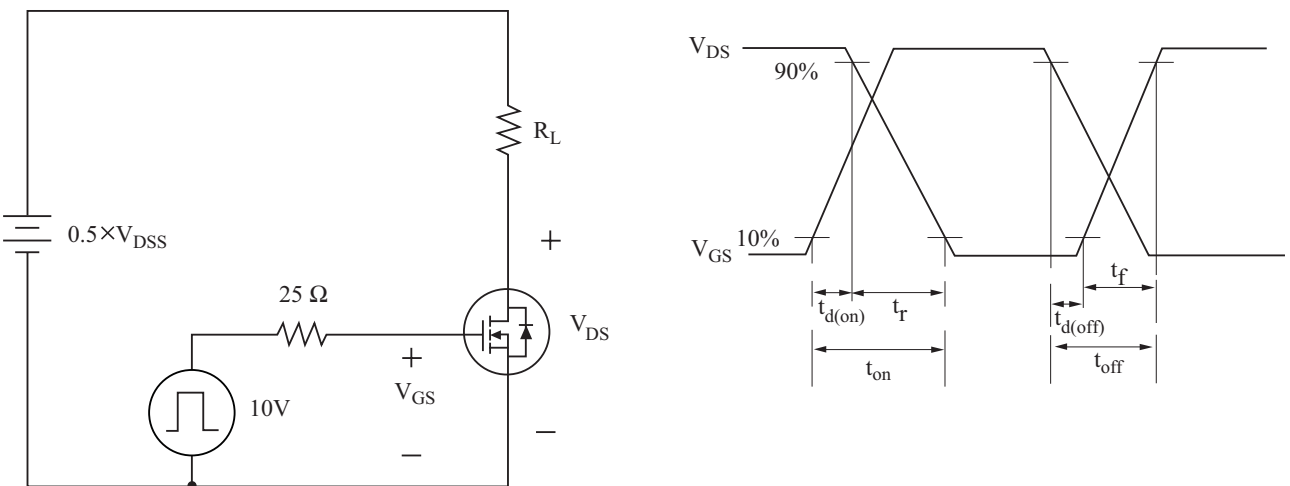 0.5×V_DSS
R_L
+
25 Ω
V_DS
+
V_GS
10V
−
−
V_DS
90%
V_GS 10%
t_d(on)
t_r
t_on
t_f
t_d(off)
t_off